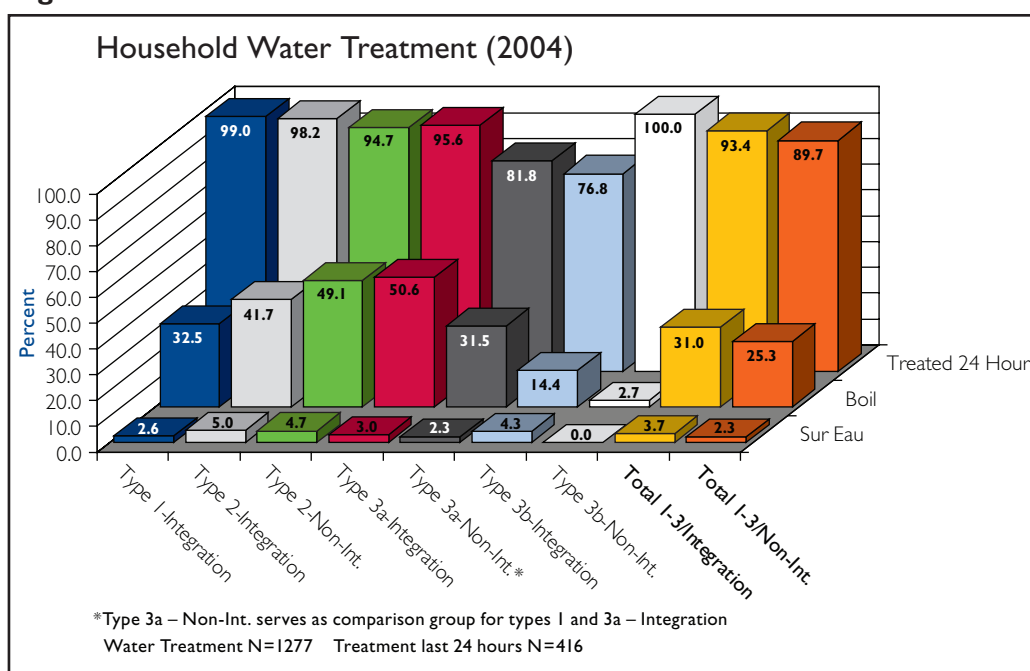 Household Water Treatment (2004)
99.0
98.2
94.7
95.6
81.8
76.8
100.0
93.4
89.7
32.5
41.7
49.1
50.6
31.5
14.4
2.7
31.0
25.3
2.6
5.0
4.7
3.0
2.3
4.3
0.0
3.7
2.3
Percent
100.0
90.0
80.0
70.0
60.0
50.0
40.0
30.0
20.0
10.0
0.0
Treated 24 Hour
Boil
Sur Eau
Type 1-Integration
Type 2-Integration
Type 2-Non-Int.
Type 3a-Integration
Type 3a-Non-Int.*
Type 3b-Integration
Type 3b-Non-Int.
Total 1-3/Integration
Total 1-3/Non-Int.
*Type 3a – Non-Int. serves as comparison group for types 1 and 3a – Integration
Water Treatment N=1277 Treatment last 24 hours N=416